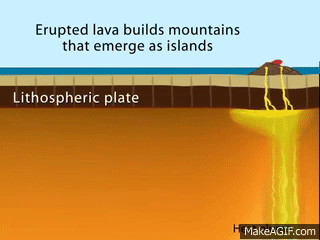 Erupted lava builds mountains
that emerge as islands
Lithospheric plate
MakeAGIF.com